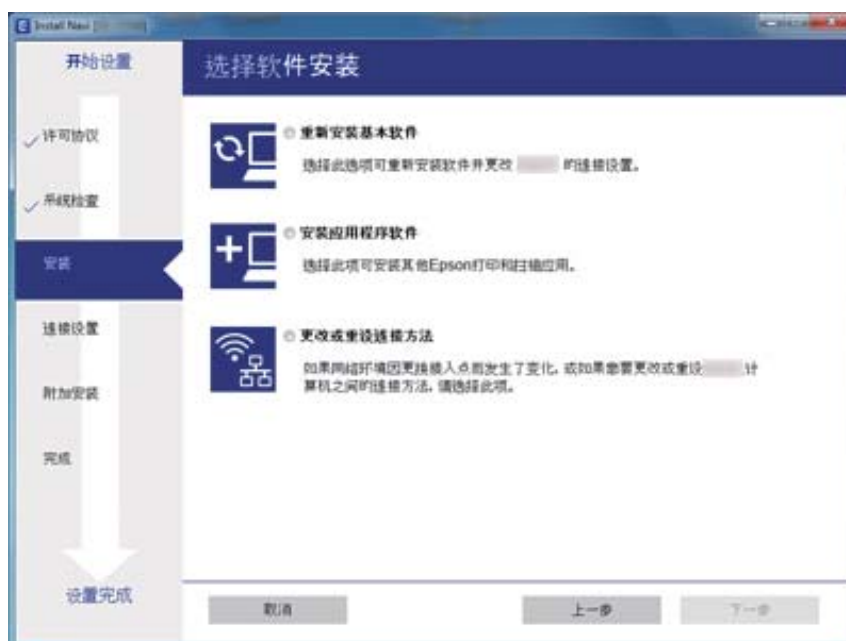 Install Navi
开始设置
选择软件安装
许可协议
系统检查
安装
连接设置
附加安装
完成
设置完成
重新安装基本软件
选择此选项可重新安装软件并更改 的连接设置。
安装应用程序软件
选择此项可安装其他Epson打印和扫描应用。
更改或重设连接方法
如果网络环境因更换接入点而发生了变化, 或如果您要更改或重设 计
算机之间的连接方法, 请选择此项。
取消
上一步
下一步